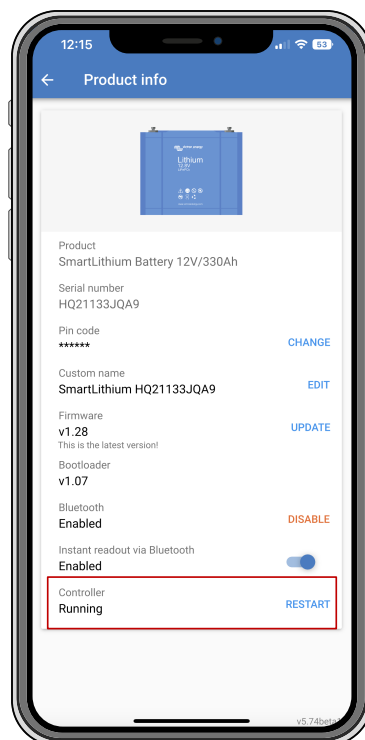 12:15
53
Product info
Lithium
12.8V
Product
SmartLithium Battery 12V/330Ah
Serial number
HQ21133JQA9
Pin code
******
CHANGE
Custom name
SmartLithium HQ21133JQA9
EDIT
Firmware
v1.28
UPDATE
This is the latest version!
Bootloader
v1.07
Bluetooth
Enabled
DISABLE
Instant readout via Bluetooth
Enabled
Controller
Running
RESTART